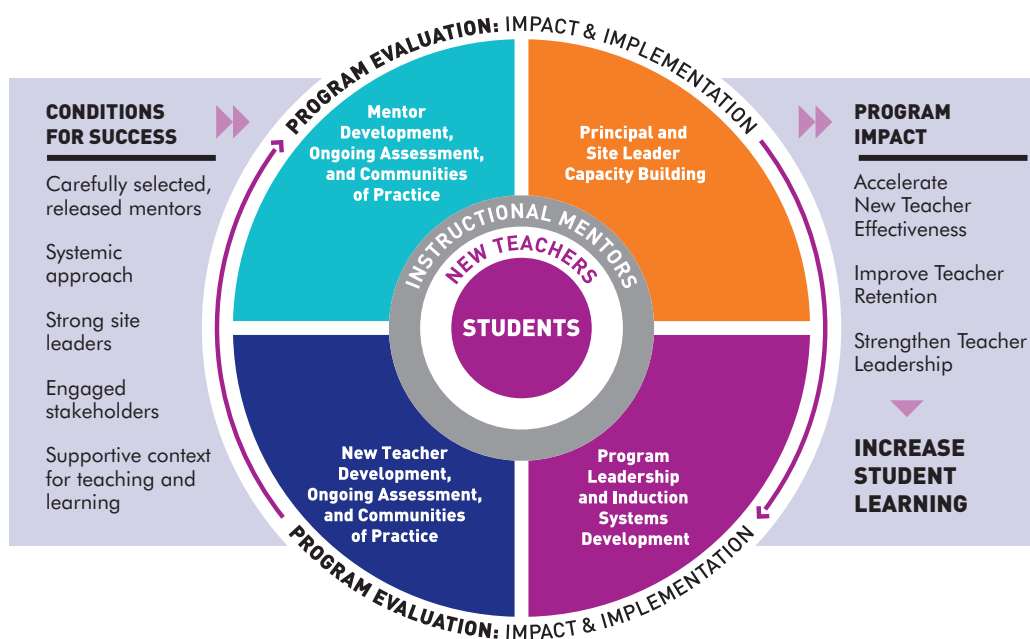 PROGRAM EVALUATION: IMPACT & IMPLEMENTATION
CONDITIONS
FOR SUCCESS
Carefully selected,
released mentors
Systemic
approach
Strong site
leaders
Engaged
stakeholders
Supportive context
for teaching and
learning
Mentor
Development,
Ongoing Assessment,
and Communities
of Practice
Principal and
Site Leader
Capacity Building
INSTRUCTIONAL MENTORS
NEW TEACHERS
STUDENTS
New Teacher
Development,
Ongoing Assessment,
and Communities
of Practice
Program
Leadership
and Induction
Systems
Development
PROGRAM EVALUATION: IMPACT & IMPLEMENTATION
PROGRAM
IMPACT
Accelerate
New Teacher
Effectiveness
Improve Teacher
Retention
Strengthen Teacher
Leadership
INCREASE
STUDENT
LEARNING